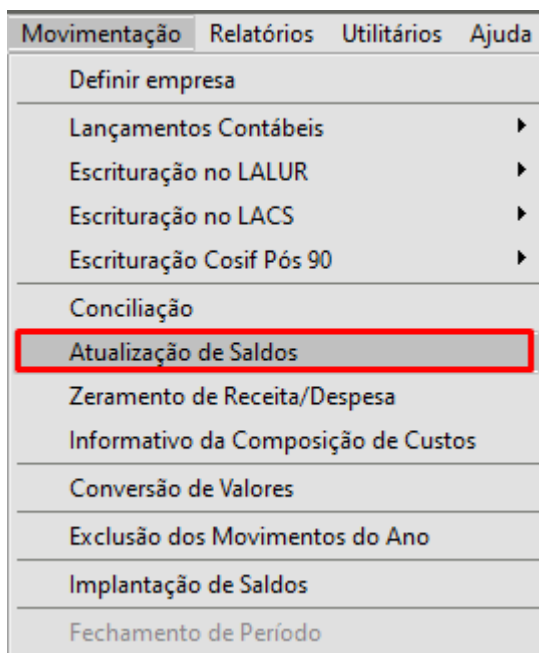 Movimentação Relatórios Utilitários Ajuda
Definir empresa
Lançamentos Contábeis
Escrituração no LALUR
Escrituração no LACS
Escrituração Cosif Pós 90
Conciliação
Atualização de Saldos
Zeramento de Receita/Despesa
Informativo da Composição de Custos
Conversão de Valores
Exclusão dos Movimentos do Ano
Implantação de Saldos
Fechamento de Período